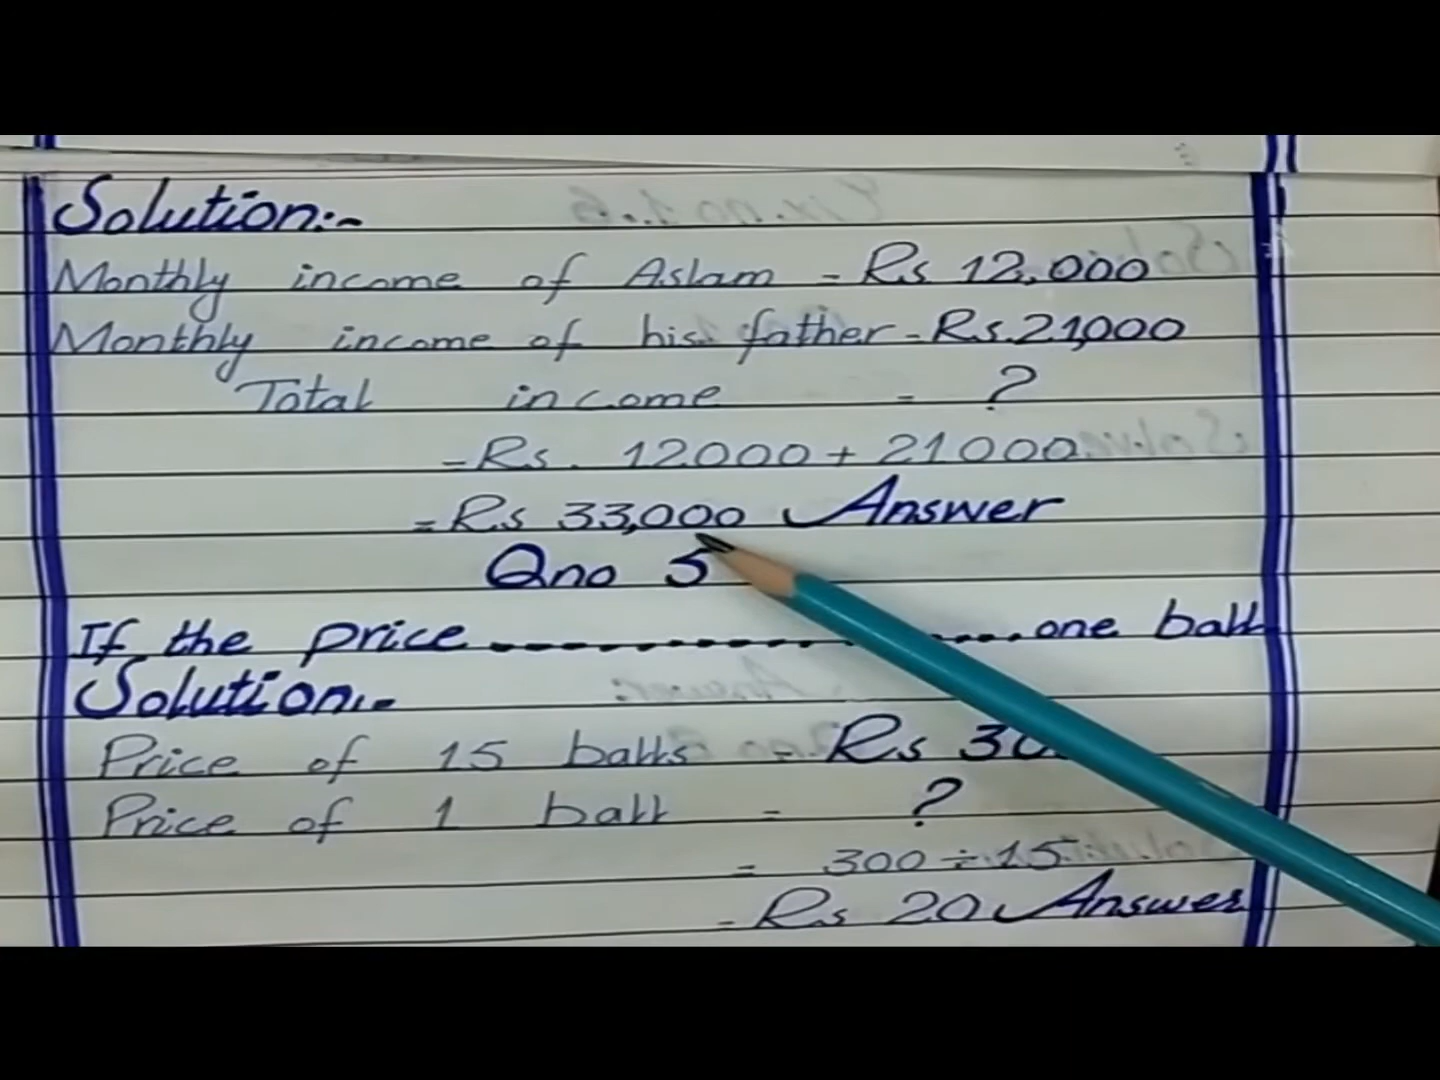 Solution:-
Monthly income of Aslam = Rs 12,000
Monthly income of his father = Rs. 21,000
Total income = ?
= Rs. 12000 + 21000
= Rs 33,000 Answer
Qno 5
If the price ........................ one ball
Solution:-
Price of 15 balls = Rs 30
Price of 1 ball = ?
= 300 ÷ 15
= Rs 20 Answer